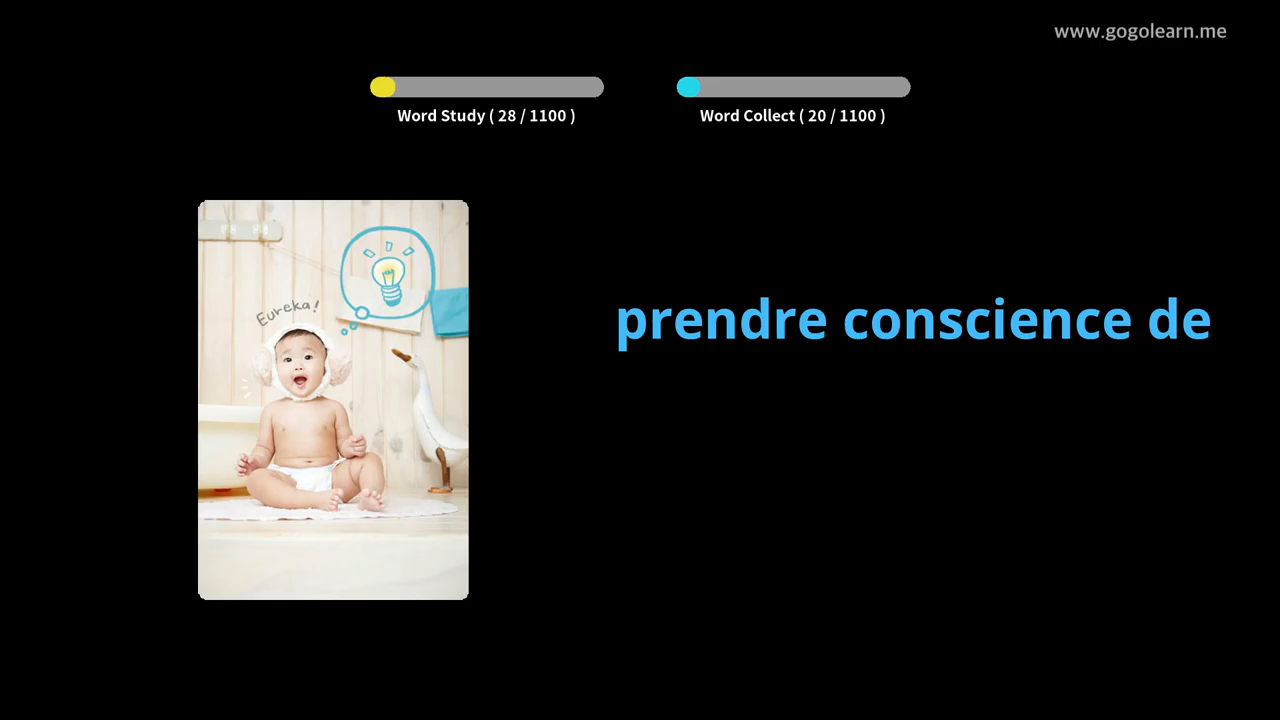 www.gogolearn.me
Word Study ( 28 / 1100 )
Word Collect ( 20 / 1100 )
Eureka!
prendre conscience de